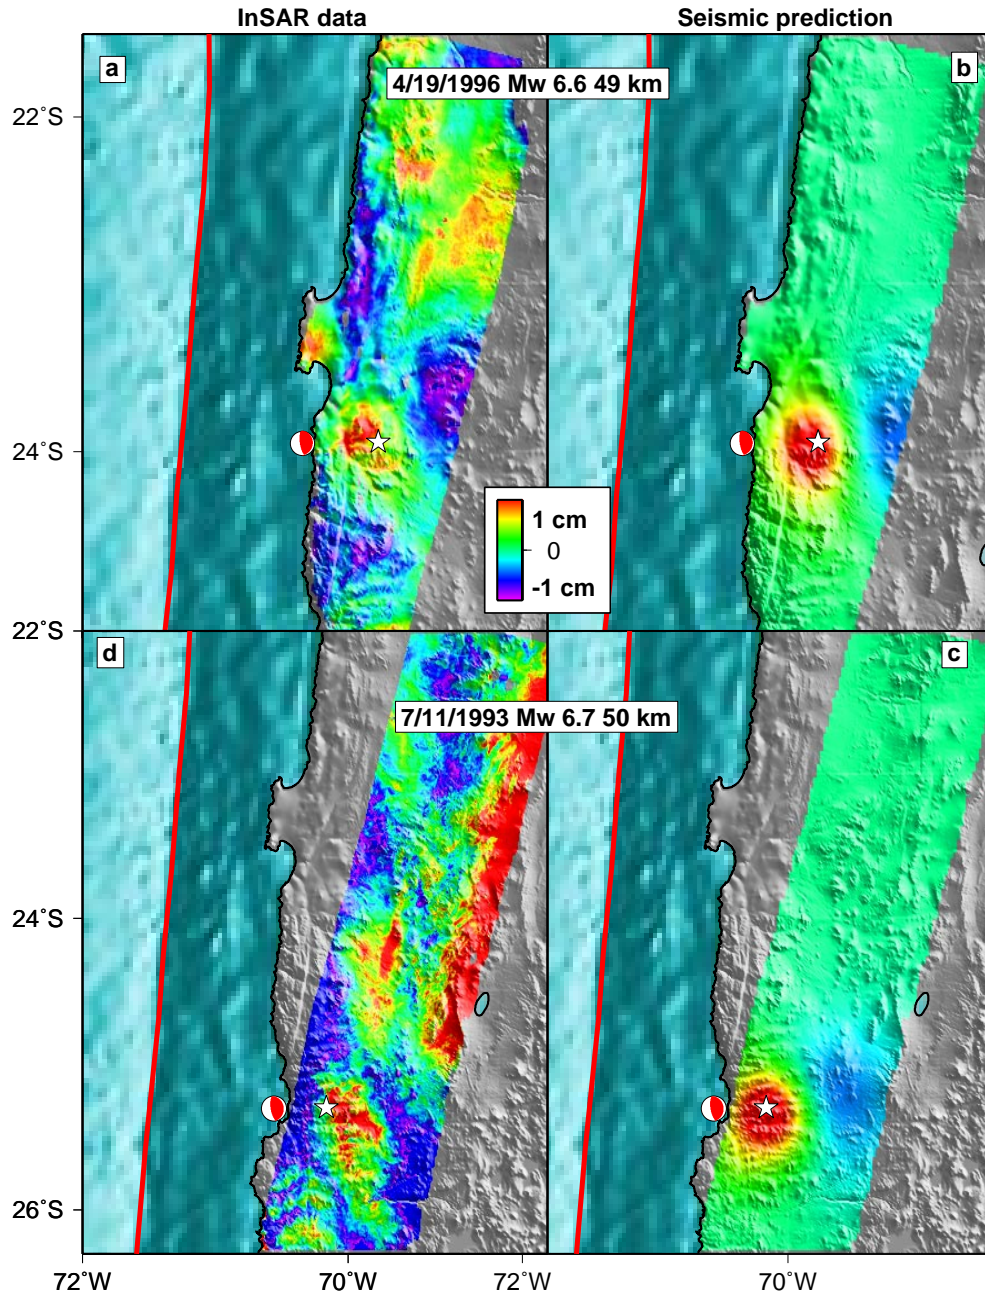 InSAR data
Seismic prediction
a
b
4/19/1996 Mw 6.6 49 km
22˚S
24˚S
1 cm
0
-1 cm
22˚S
d
c
7/11/1993 Mw 6.7 50 km
24˚S
26˚S
72˚W
70˚W
72˚W
70˚W